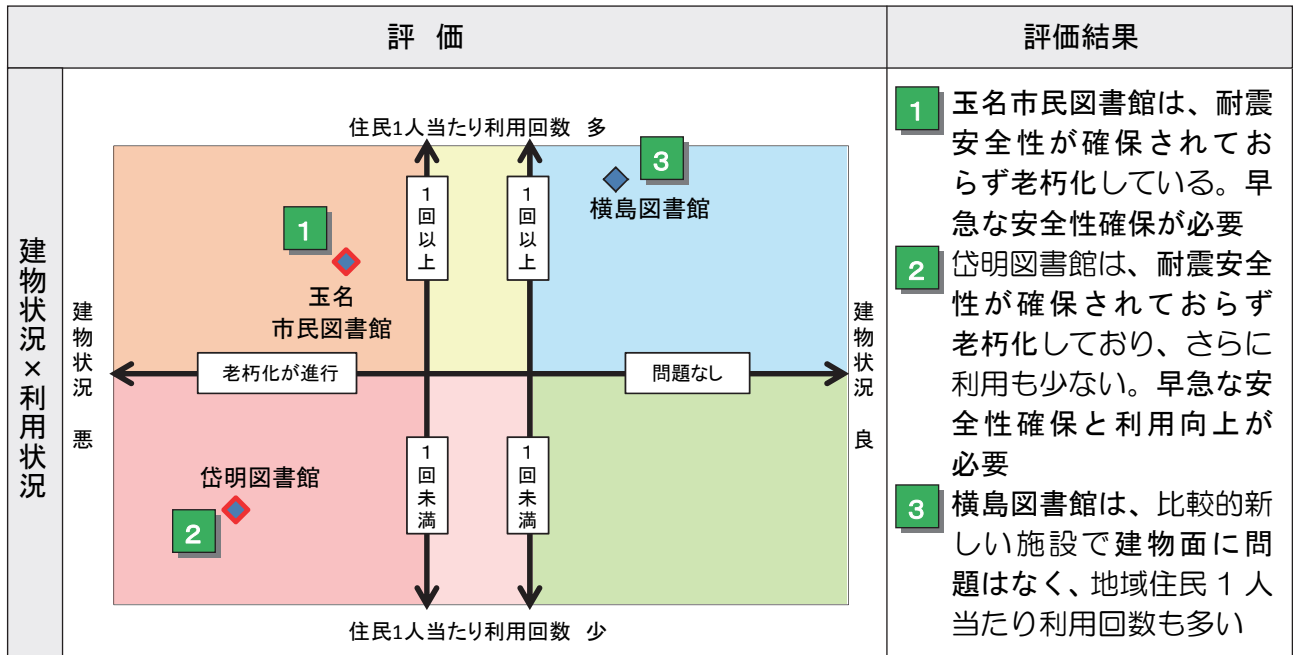 評 価
評価結果
建物状況×利用状況
住民1人当たり利用回数 多
3
横島図書館
1回以上
1回以上
1
玉名
市民図書館
建物状況 悪
建物状況 良
老朽化が進行
問題なし
岱明図書館
2
1回未満
1回未満
住民1人当たり利用回数 少
1 玉名市民図書館は、耐震
安全性が確保されてお
らず老朽化している。早
急な安全性確保が必要
2 岱明図書館は、耐震安全
性が確保されておらず
老朽化しており、さらに
利用も少ない。早急な安
全性確保と利用向上が
必要
3 横島図書館は、比較的新
しい施設で建物面に問
題はなく、地域住民 1 人
当たり利用回数も多い